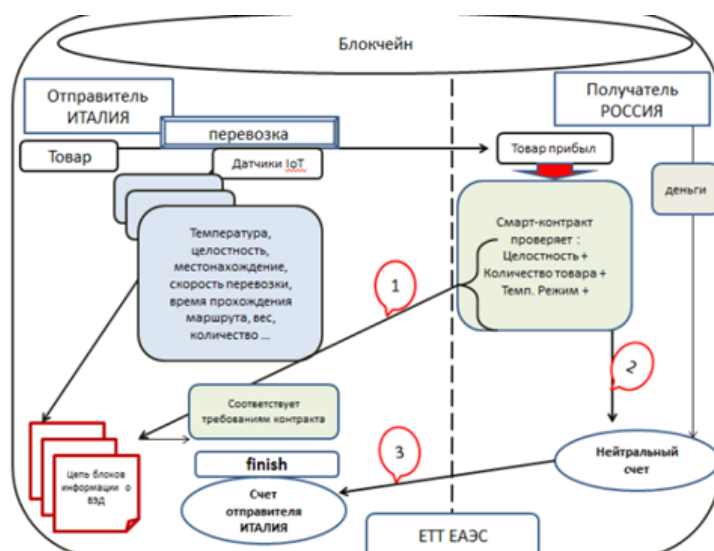 Блокчейн
Отправитель
ИТАЛИЯ
Получатель
РОССИЯ
перевозка
Товар
Датчики IoT
Товар прибыл
деньги
Температура,
целостность,
местонахождение,
скорость перевозки,
время прохождения
маршрута, вес,
количество ...
Смарт-контракт
проверяет :
Целостность +
Количество товара +
Темп. Режим +
1
2
Соответствует
требованиям контракта
3
finish
Нейтральный
счет
Цепь блоков
информации о
ВЭД
Счет
отправителя
ИТАЛИЯ
ЕТТ ЕАЭС